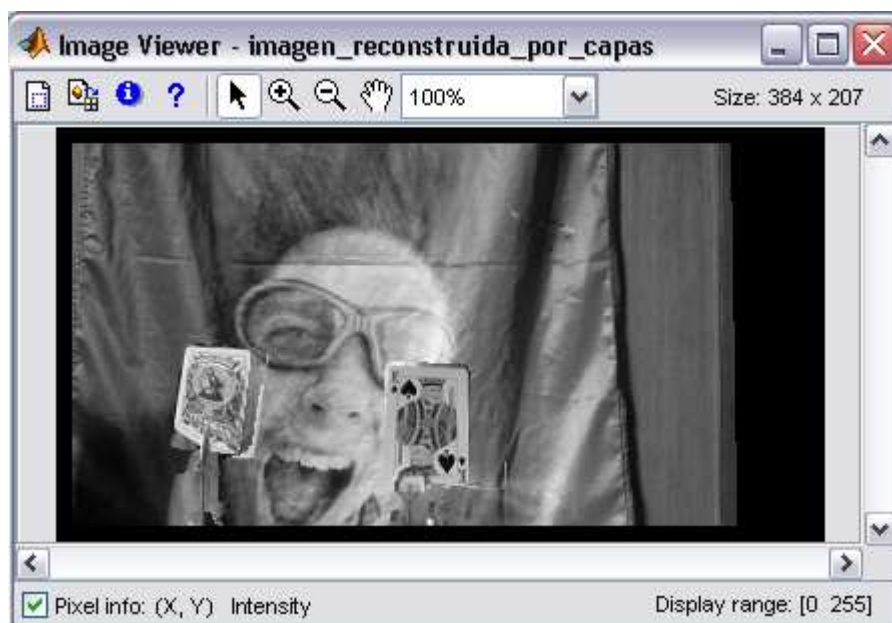 Image Viewer - imagen_reconstruida_por_capas
100%
Size: 384 x 207
Pixel info: (X, Y) Intensity
Display range: [0 255]